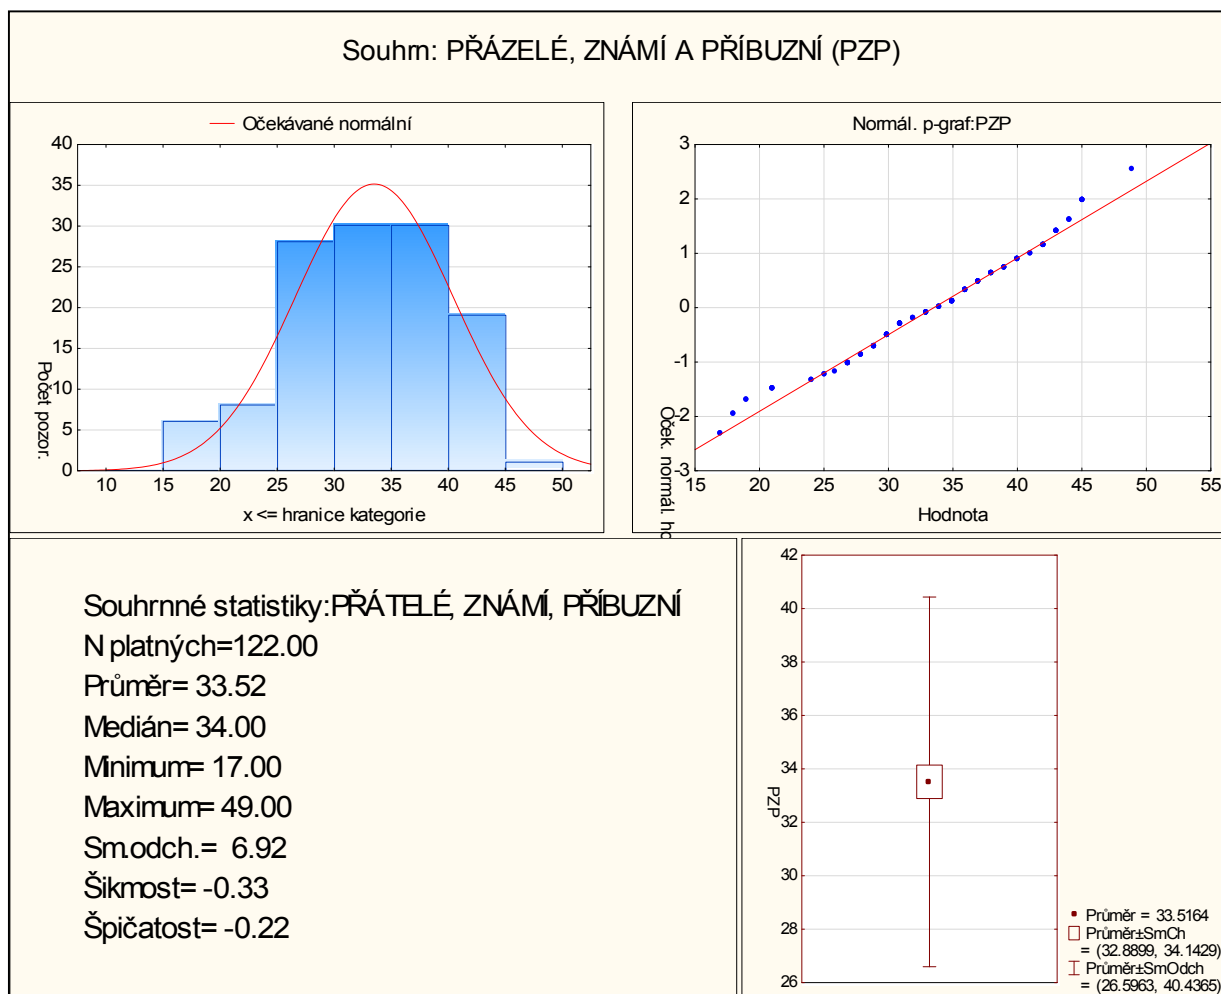 Souhrn: PŘÁZELÉ, ZNÁMÍ A PŘÍBUZNÍ (PZP)
Očekávané normální
40
35
30
25
20
15
10
5
0
Počet pozor.
10 15 20 25 30 35 40 45 50
x <= hranice kategorie
Normál. p-graf:PZP
3
2
1
0
-1
-2
-3
Oček. normál. ho
15 20 25 30 35 40 45 50 55
Hodnota
Souhrnné statistiky:PŘÁTELÉ, ZNÁMÍ, PŘÍBUZNÍ
N platných=122.00
Průměr= 33.52
Medián= 34.00
Minimum= 17.00
Maximum= 49.00
Sm.odch.= 6.92
Šikmost= -0.33
Špičatost= -0.22
42
40
38
36
34
32
30
28
26
PZP
Průměr = 33.5164
Průměr±SmCh
= (32.8899, 34.1429)
Průměr±SmOdch
= (26.5963, 40.4365)